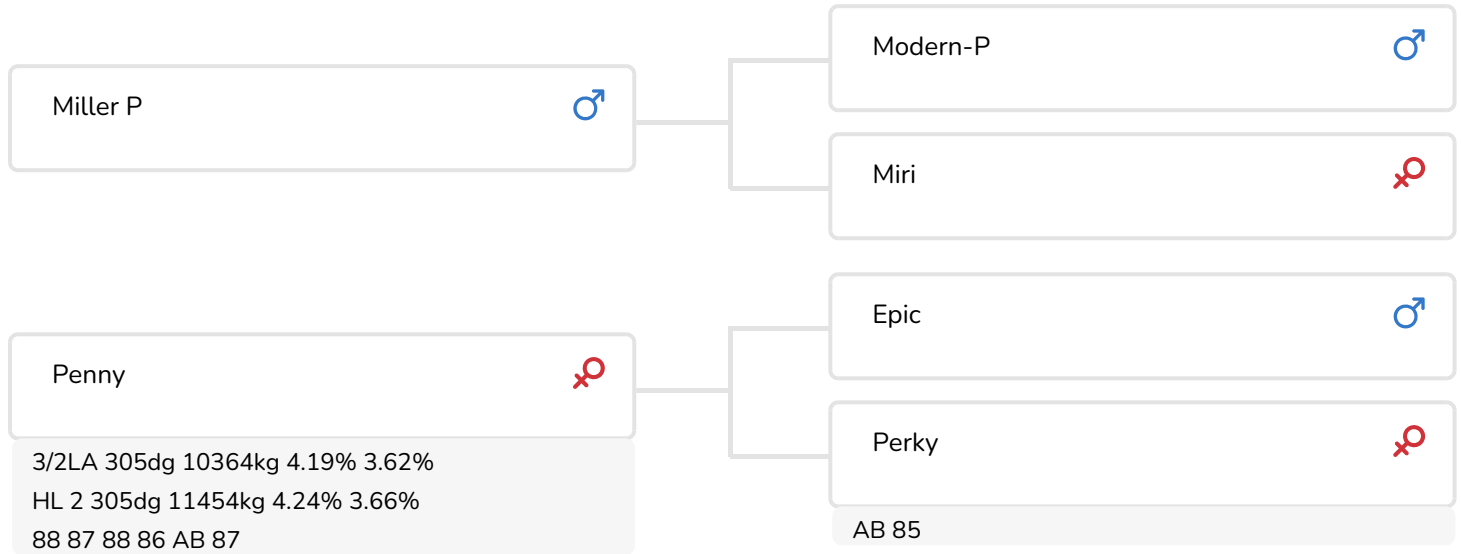 Miller P
Modern-P
Miri
Penny
3/2LA 305dg 10364kg 4.19% 3.62%
HL 2 305dg 11454kg 4.24% 3.66%
88 87 88 86 AB 87
Epic
Perky
AB 85